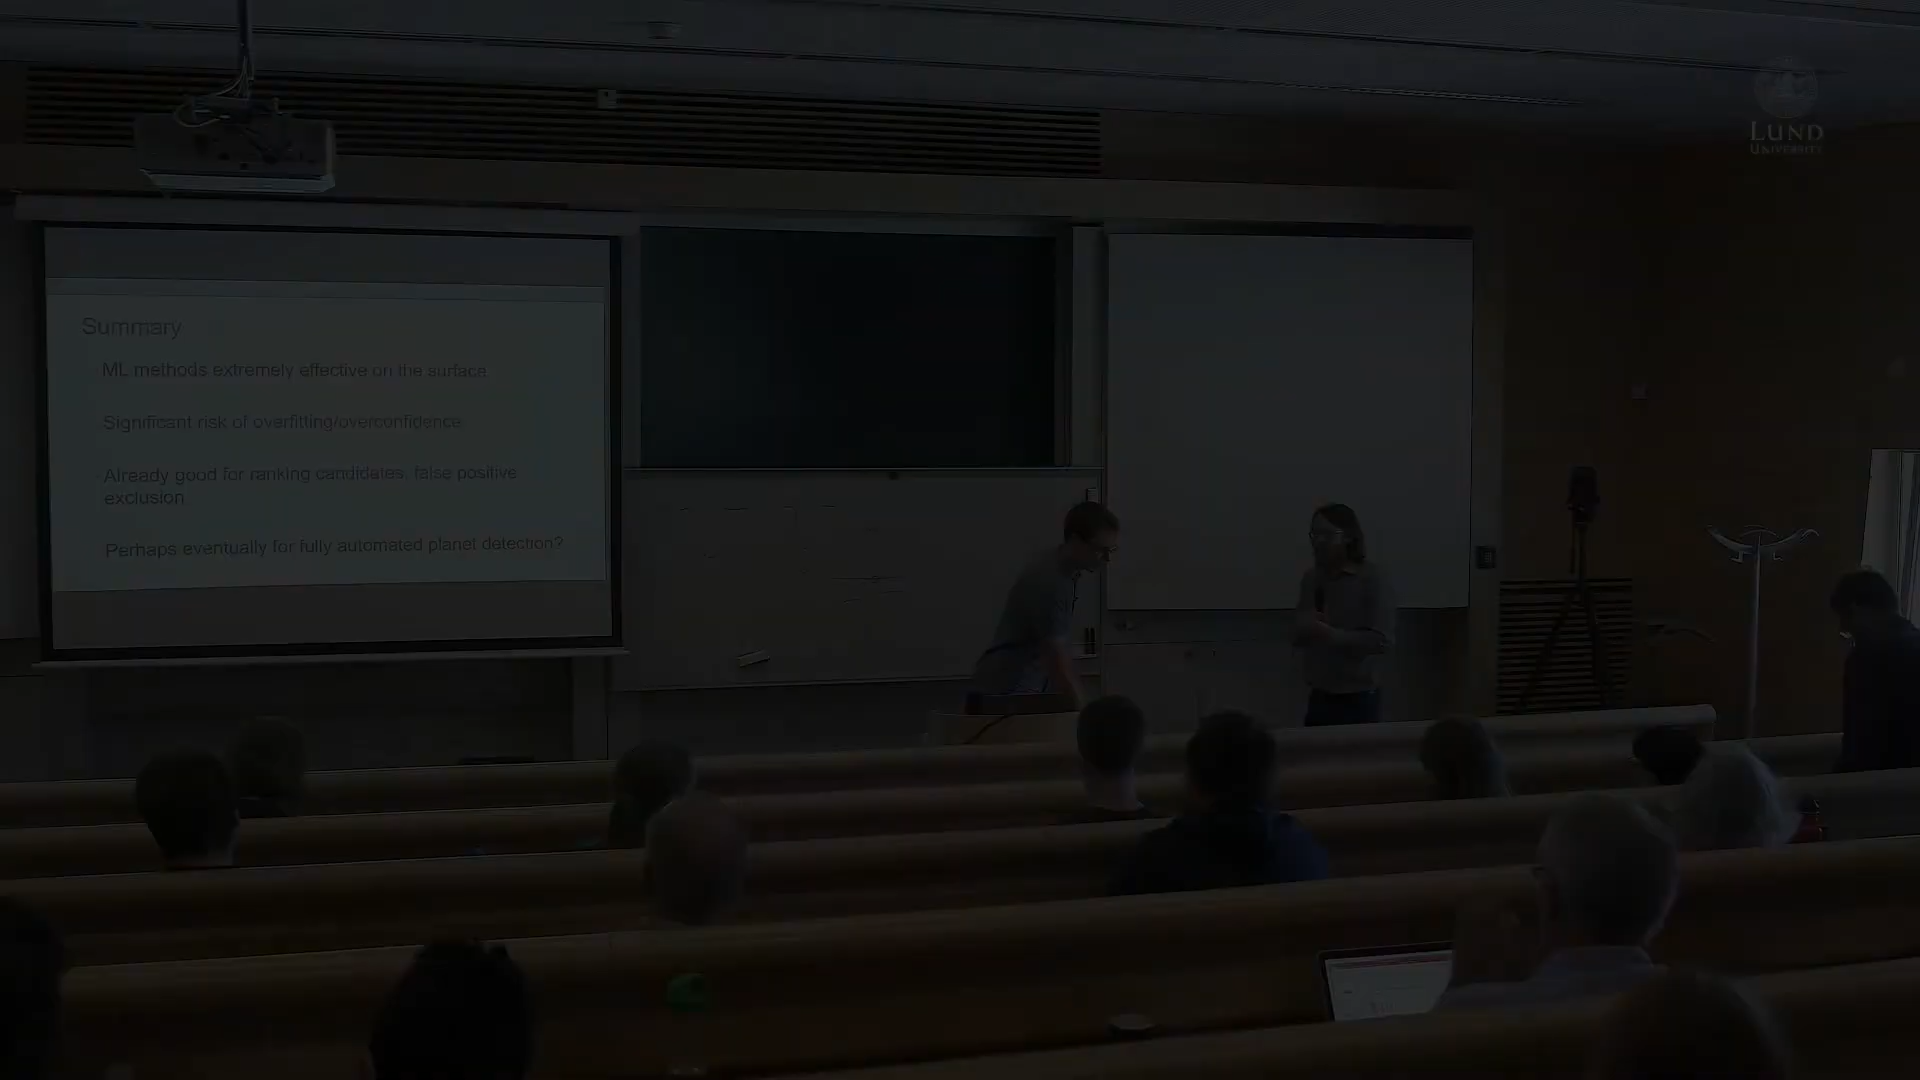 LUND
UNIVERSITY
Summary
ML methods extremely effective on the surface
Significant risk of overfitting/overconfidence
Already good for ranking candidates, false positive
exclusion
Perhaps eventually for fully automated planet detection?